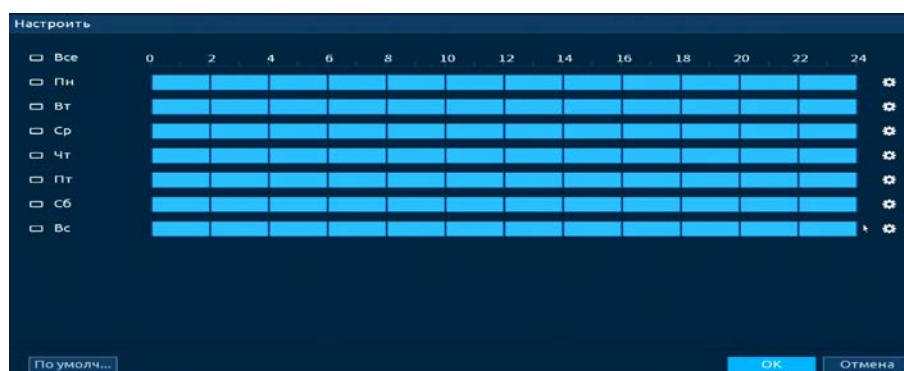 Настроить
Все 0 2 4 6 8 10 12 14 16 18 20 22 24
Пн
Вт
Ср
Чт
Пт
Сб
Вс
По умолч... OK Отмена